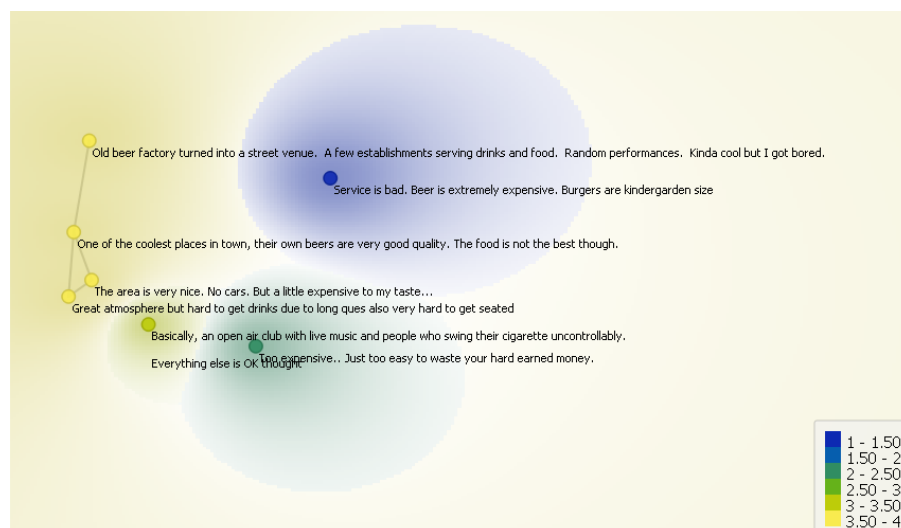 Old beer factory turned into a street venue.  A few establishments serving drinks and food.  Random performances.  Kinda cool but I got bored.
Service is bad. Beer is extremely expensive. Burgers are kindergarden size
One of the coolest places in town, their own beers are very good quality. The food is not the best though.
The area is very nice. No cars. But a little expensive to my taste...
Great atmosphere but hard to get drinks due to long ques also very hard to get seated
Basically, an open air club with live music and people who swing their cigarette uncontrollably.
Too expensive.. Just too easy to waste your hard earned money.
Everything else is OK thought
1 - 1.50
1.50 - 2
2 - 2.50
2.50 - 3
3 - 3.50
3.50 - 4